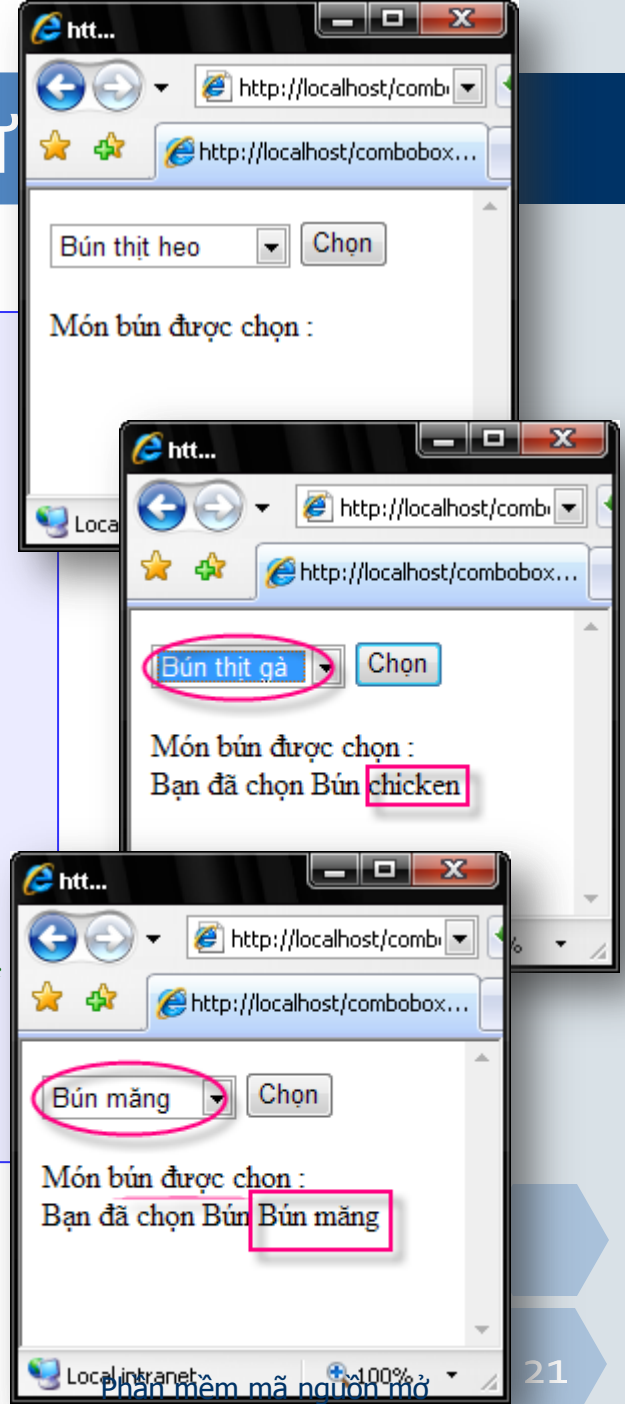 htt...
http://localhost/comb
http://localhost/combobox...
Bún thịt heo Chọn
Món bún được chọn :
Loca
htt...
http://localhost/comb
http://localhost/combobox...
Bún thịt gà Chọn
Món bún được chọn :
Bạn đã chọn Bún chicken
%
htt...
http://localhost/comb
http://localhost/combobox...
Bún măng Chọn
Món bún được chọn :
Bạn đã chọn Bún Bún măng
Local intranet 100%
Phần mềm mã nguồn mở
21